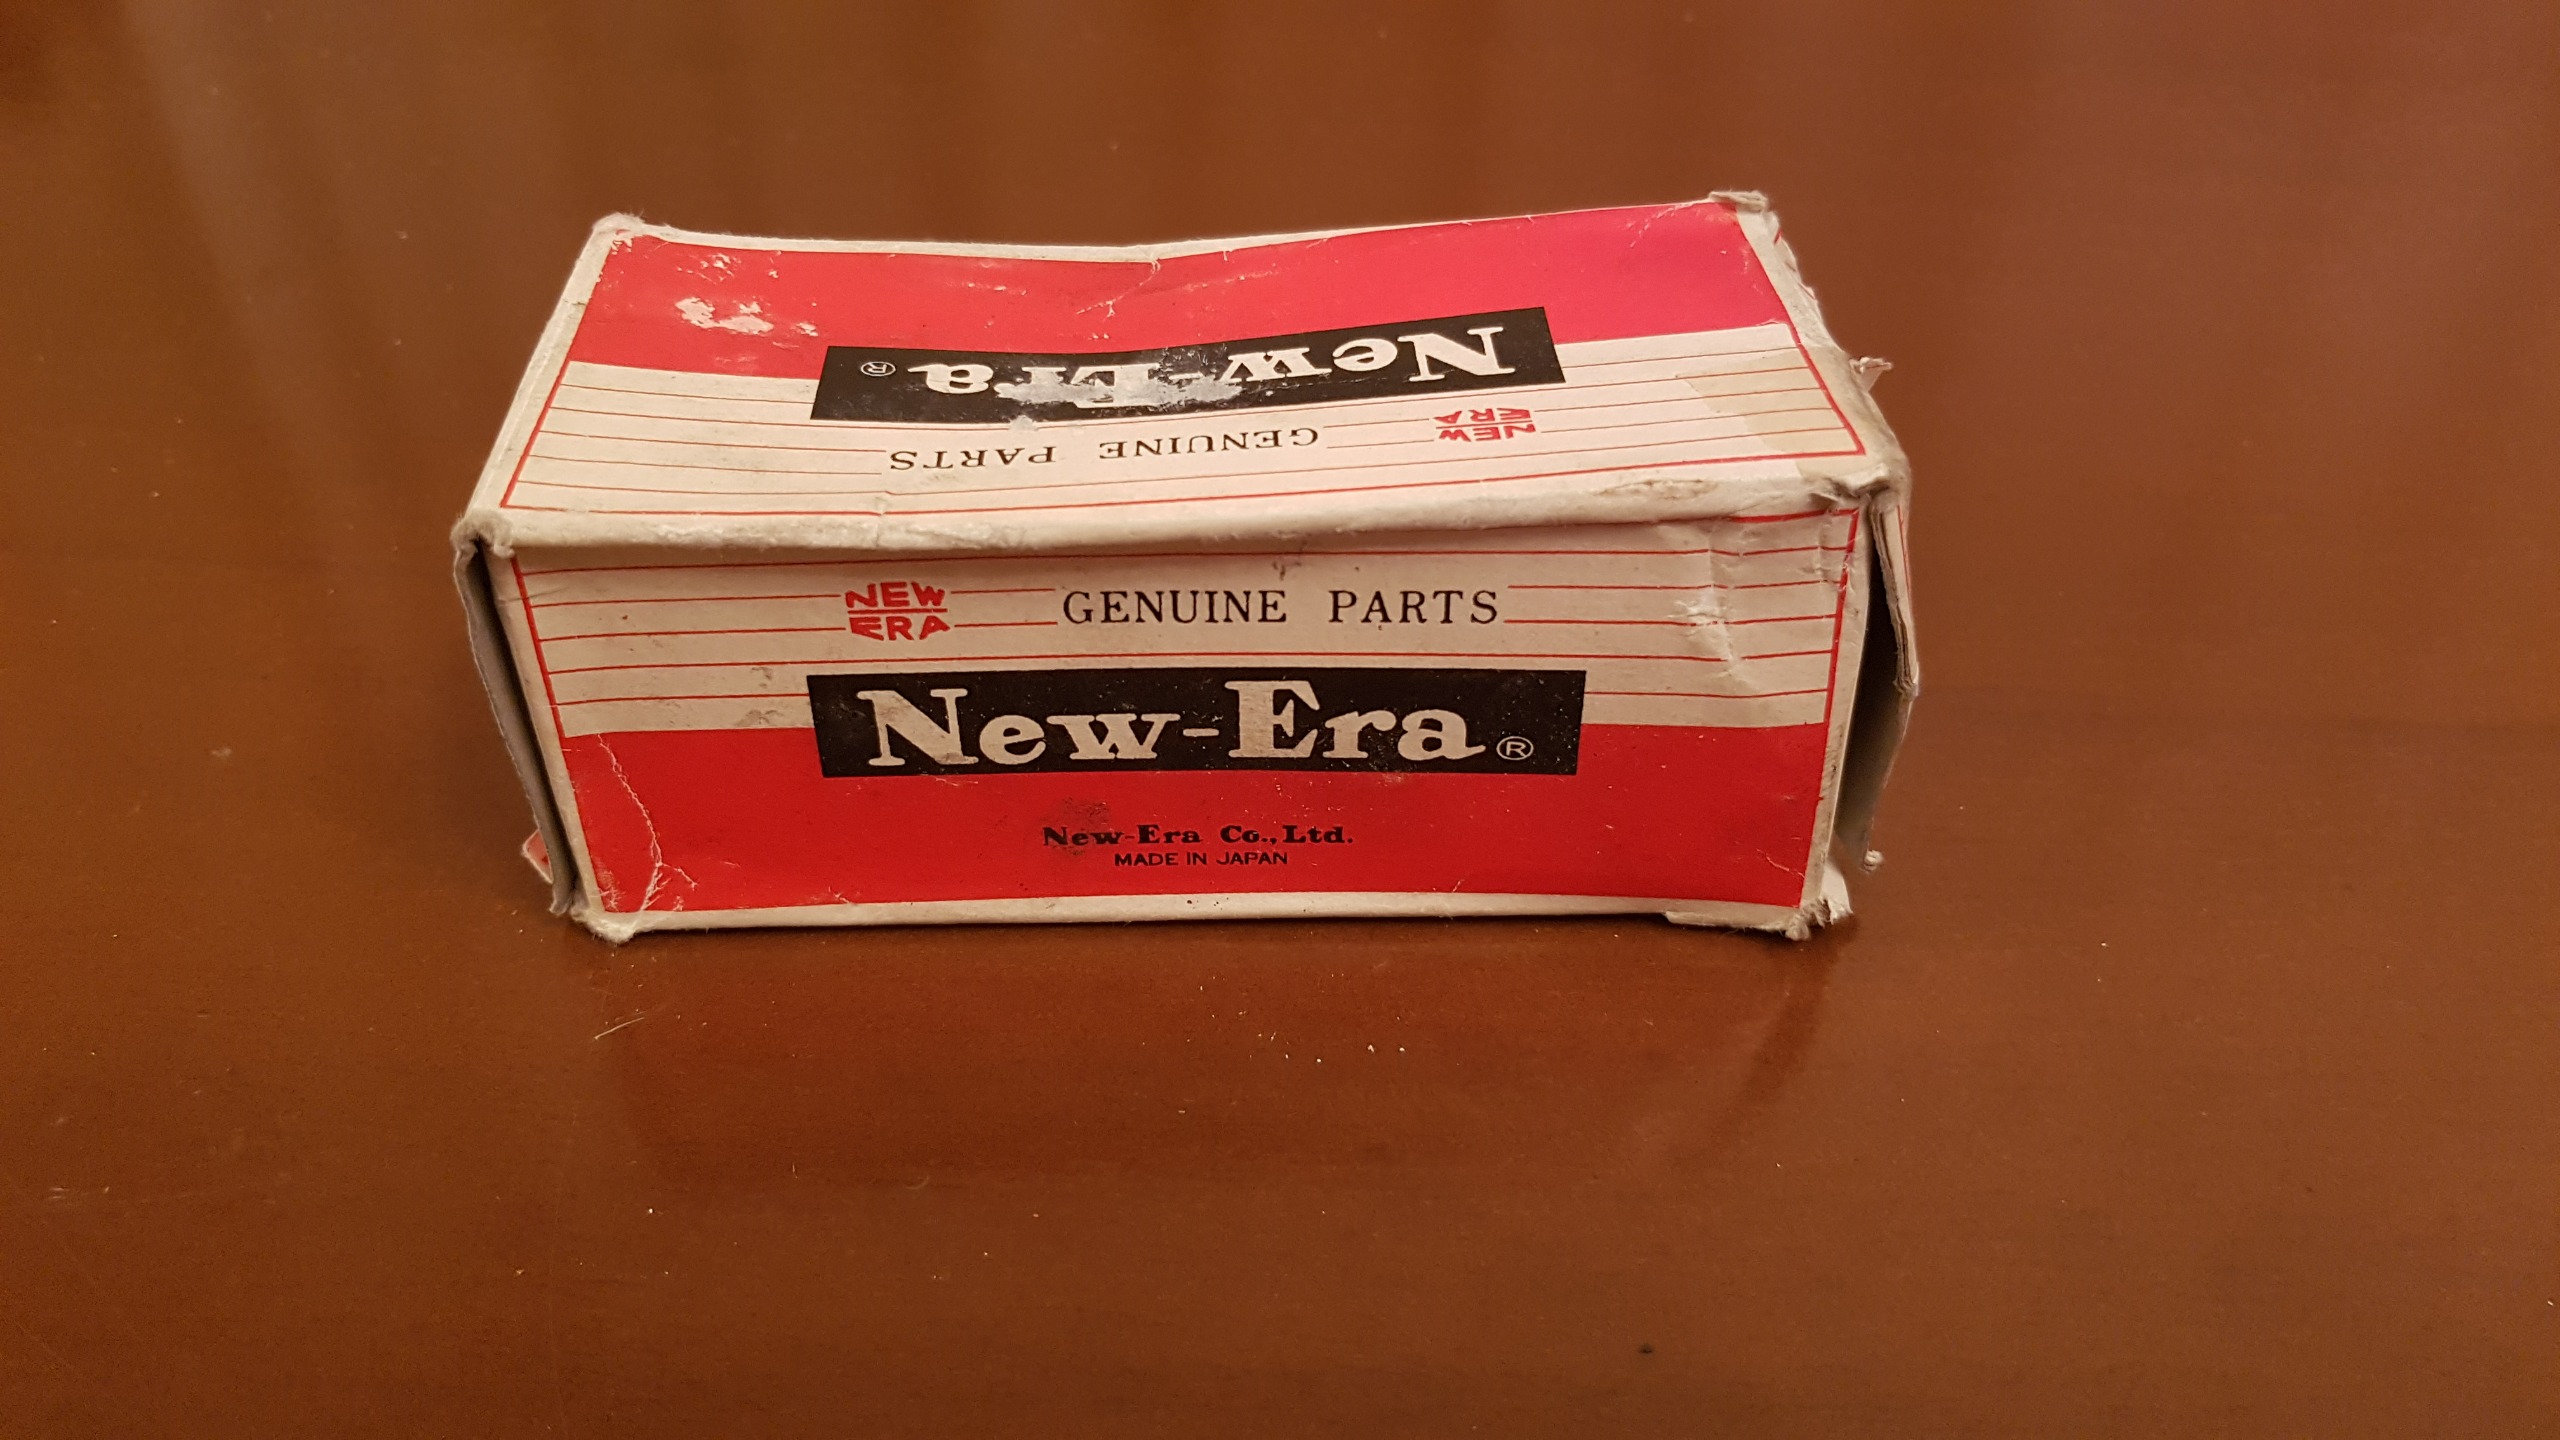 New-Era®
NEW
ERA
GENUINE PARTS
NEW
ERA
GENUINE PARTS
New-Era®
New-Era Co.,Ltd.
MADE IN JAPAN